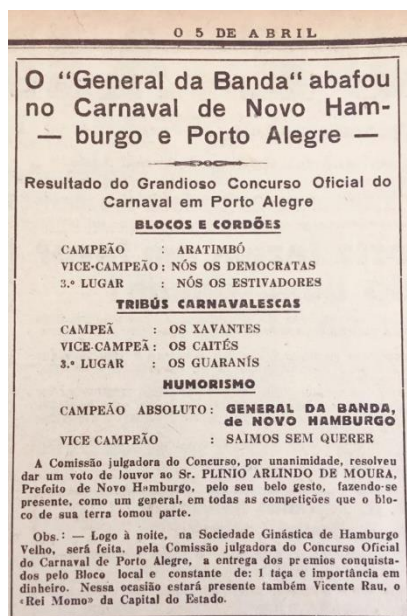 O 5 DE ABRIL
O "General da Banda" abafou
no Carnaval de Novo Ham-
— burgo e Porto Alegre —
Resultado do Grandioso Concurso Oficial do
Carnaval em Porto Alegre
BLOCOS E CORDÕES
CAMPEÃO : ARATIMBÓ
VICE-CAMPEÃO : NÓS OS DEMOCRATAS
3.º LUGAR : NÓS OS ESTIVADORES
TRIBÚS CARNAVALESCAS
CAMPEÃ : OS XAVANTES
VICE-CAMPEÃ : OS CAITÉS
3.º LUGAR : OS GUARANÍS
HUMORISMO
CAMPEÃO ABSOLUTO : GENERAL DA BANDA,
de NOVO HAMBURGO
VICE CAMPEÃO : SAIMOS SEM QUERER
A Comissão julgadora do Concurso, por unanimidade, resolveu
dar um voto de louvor ao Sr. PLINIO ARLINDO DE MOURA,
Prefeito de Novo Hamburgo, pelo seu belo gesto, fazendo-se
presente, como um general, em todas as competições que o blo-
co de sua terra tomou parte.
Obs.: — Logo à noite, na Sociedade Ginástica de Hamburgo
Velho, será feita. pela Comissão julgadora do Concurso Oficial
do Carnaval de Porto Alegre, a entrega dos premios conquista-
dos pelo Bloco local e constante de: 1 taça e importância em
dinheiro. Nessa ocasião estará presente também Vicente Rau, o
«Rei Momo» da Capital do Estado.